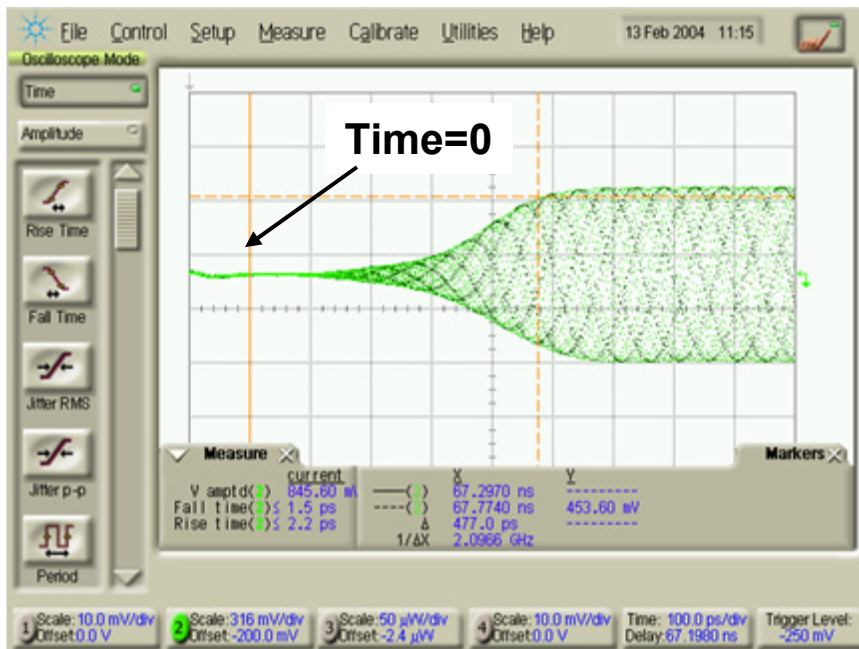 File Control Setup Measure Calibrate Utilities Help 13 Feb 2004 11:15
Oscilloscope Mode
Time
Amplitude
Time=0
Rise Time
Fall Time
Jitter RMS
Jitter p-p
Period
Measure
current
V amptd(2) 845.60 m
Fall time(2)≤ 1.5 ps
Rise time(2)≤ 2.2 ps
Markers
X Y
——(2) 67.2970 ns ---------
----(2) 67.7740 ns 453.60 mV
Δ 477.0 ps ---------
1/ΔX 2.0966 GHz
1 Scale:10.0 mV/div
Offset:0.0 V
2 Scale:316 mV/div
Offset:-200.0 mV
3 Scale:50 µW/div
Offset:-2.4 µW
4 Scale:10.0 mV/div
Offset:0.0 V
Time: 100.0 ps/div
Delay:67.1980 ns
Trigger Level:
-250 mV